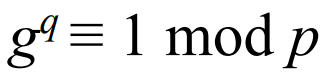 g^q ≡ 1 mod p